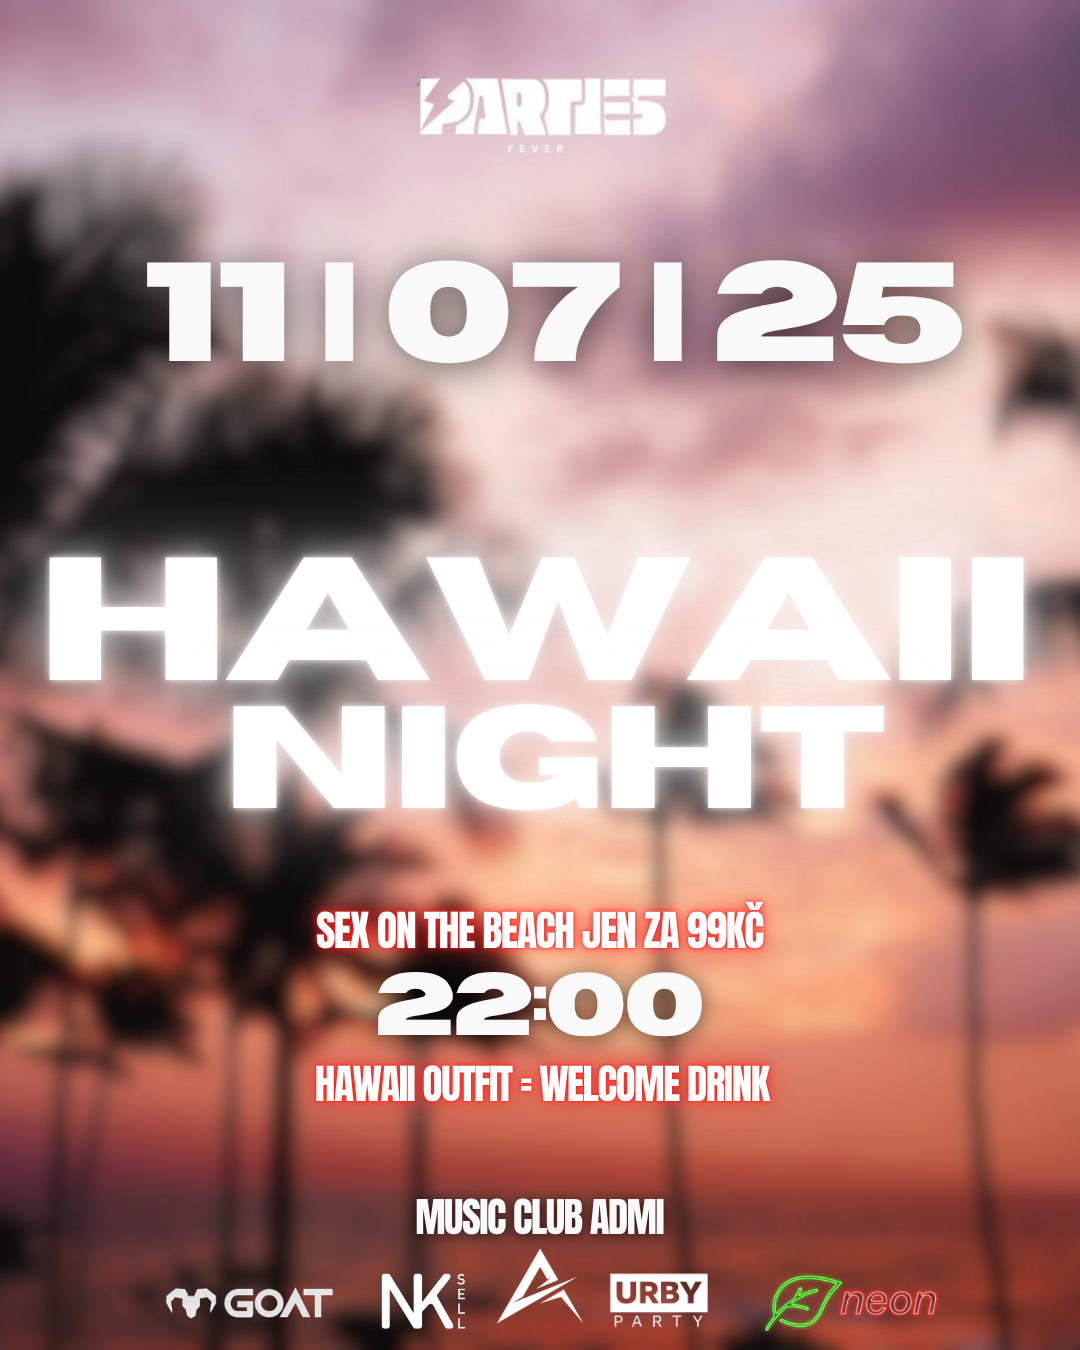 PARTIES
FEVER
11|07|25
HAWAII
NIGHT
SEX ON THE BEACH JEN ZA 99KČ
22:00
HAWAII OUTFIT = WELCOME DRINK
MUSIC CLUB ADMI
GOAT
NK SELL
URBY
PARTY
neon